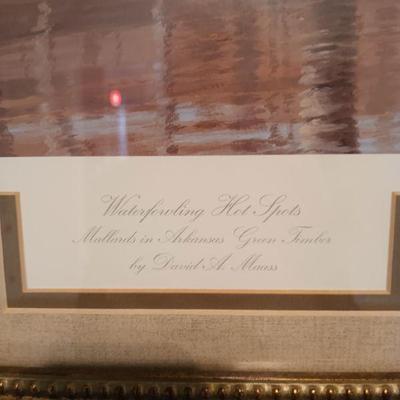 Waterfowling Hot Spots
Mallards in Arkansas Green Timber
by David A. Maass